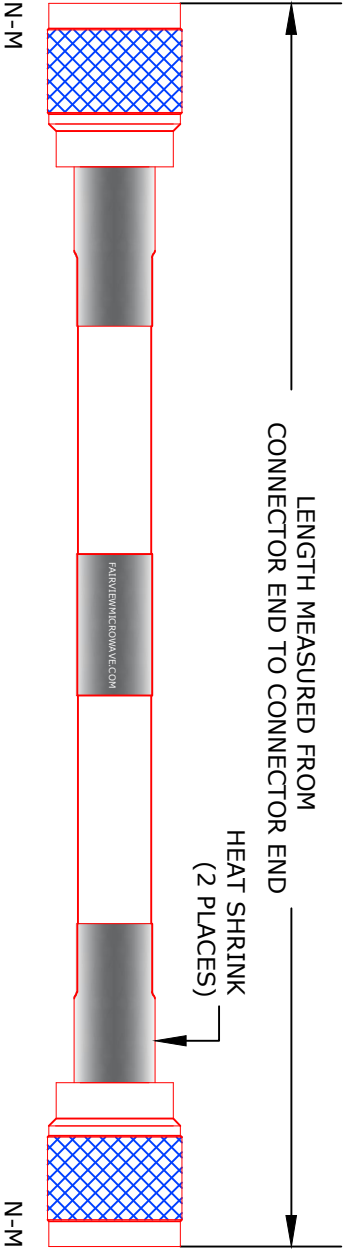 LENGTH MEASURED FROM
CONNECTOR END TO CONNECTOR END
HEAT SHRINK
(2 PLACES)
FAIRVIEWMICROWAVE.COM
N-M
N-M